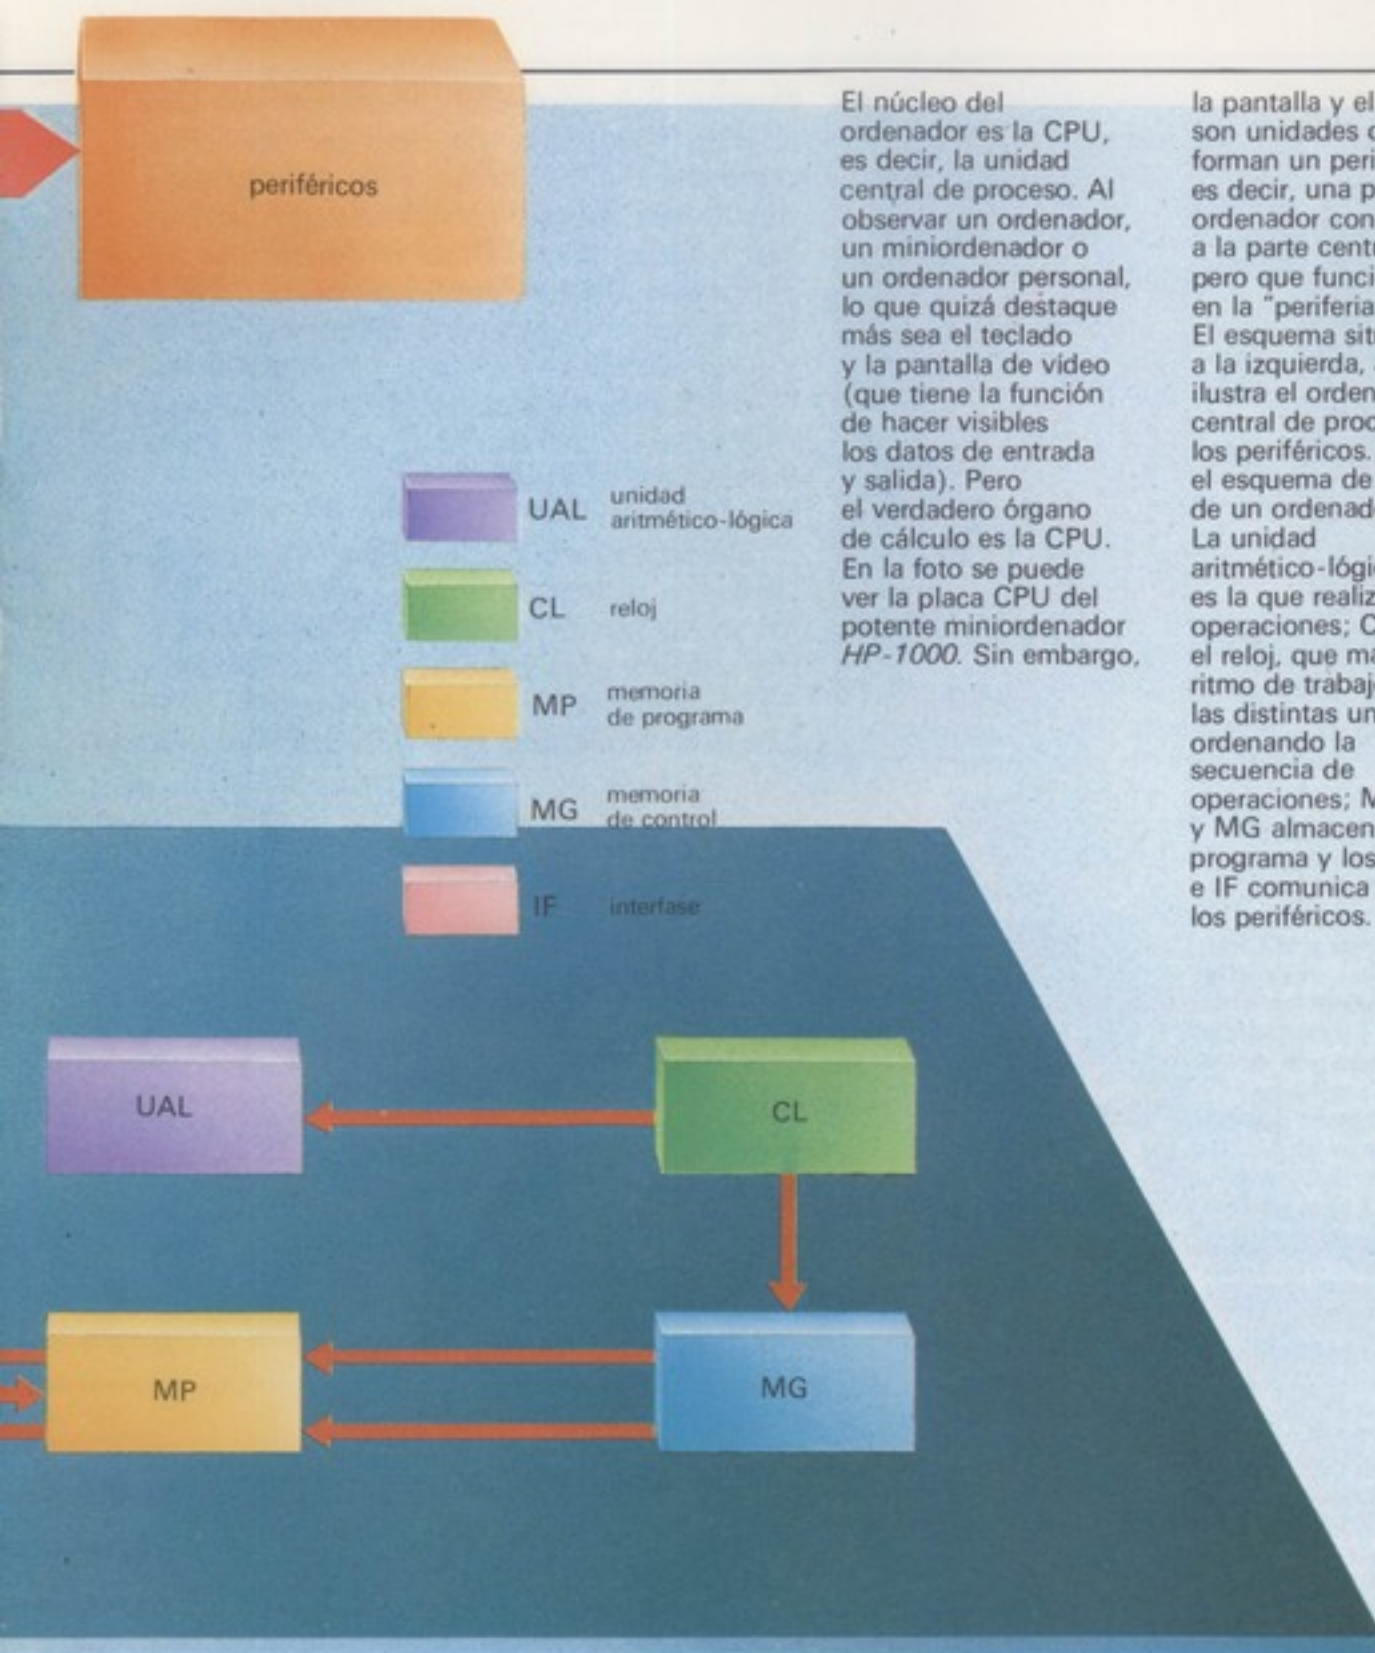 periféricos
UAL unidad
aritmético-lógica
CL reloj
MP memoria
de programa
MG memoria
de control
IF interfase
UAL
CL
MP
MG
El núcleo del
ordenador es la CPU,
es decir, la unidad
central de proceso. Al
observar un ordenador,
un miniordenador o
un ordenador personal,
lo que quizá destaque
más sea el teclado
y la pantalla de vídeo
(que tiene la función
de hacer visibles
los datos de entrada
y salida). Pero
el verdadero órgano
de cálculo es la CPU.
En la foto se puede
ver la placa CPU del
potente miniordenador
HP-1000. Sin embargo,
la pantalla y el
son unidades
forman un
es decir, una
ordenador
a la parte
pero que
en la "periferia
El esquema
a la izquierda,
ilustra el
central de
los periféricos.
el esquema de
de un
La unidad
es la que
operaciones;
el reloj, que
ritmo de
las distintas
ordenando la
secuencia de
operaciones;
y MG
programa y los
e IF comunica
los periféricos.